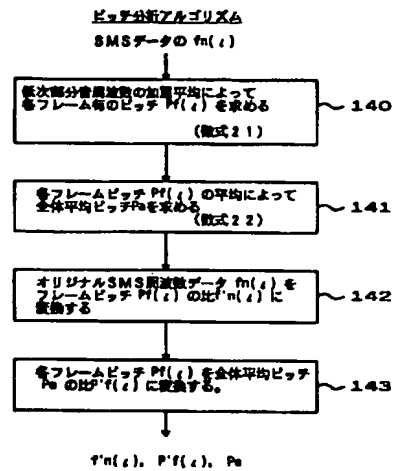 ピッチ分析アルゴリズム
SMSデータの fn(ℓ)
低次部分音周波数の加重平均によって
各フレーム毎のピッチ Pf(ℓ) を求める
(数式21)
140
各フレームピッチ Pf(ℓ) の平均によって
全体平均ピッチPaを求める
(数式22)
141
オリジナルSMS周波数データ fn(ℓ) を
フレームピッチ Pf(ℓ) の比f'n(ℓ) に
変換する
142
各フレームピッチ Pf(ℓ) を全体平均ピッチ
Pa の比P'f(ℓ) に変換する。
143
f'n(ℓ), P'f(ℓ), Pa